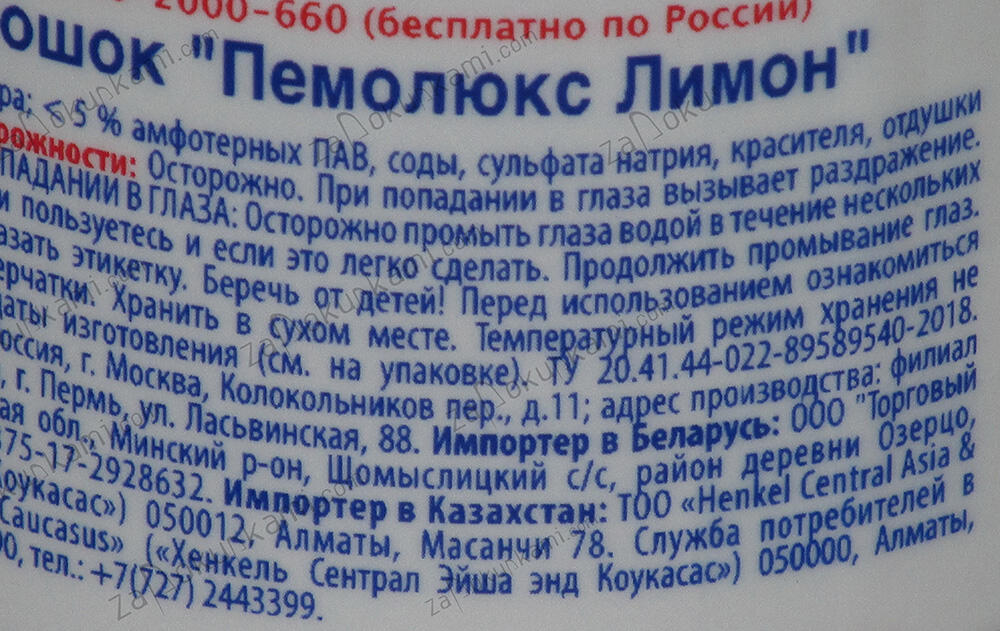 2000-660 (бесплатно по России)
ошок "Пемолюкс Лимон"
ра: < 5 % амфотерных ПАВ, соды, сульфата натрия, красителя, отдушки
рожности: Осторожно. При попадании в глаза вызывает раздражение.
ПАДАНИИ В ГЛАЗА: Осторожно промыть глаза водой в течение нескольких
и пользуетесь и если это легко сделать. Продолжить промывание глаз.
азать этикетку. Беречь от детей! Перед использованием ознакомиться
ерчатки. Хранить в сухом месте. Температурный режим хранения не
даты изготовления (см. на упаковке). ТУ 20.41.44-022-89589540-2018.
оссия, г. Москва, Колокольников пер., д.11; адрес производства: филиал
, г. Пермь, ул. Ласьвинская, 88. Импортер в Беларусь: ООО "Торговый
ая обл., Минский р-он, Щомыслицкий с/с, район деревни Озерцо,
375-17-2928632. Импортер в Казахстан: ТОО «Henkel Central Asia &
Коукасас») 050012, Алматы, Масанчи 78. Служба потребителей в
Caucasus» («Хенкель Сентрал Эйша энд Коукасас») 050000, Алматы,
00, тел.: +7(727) 2443399.
zapokunkami.com